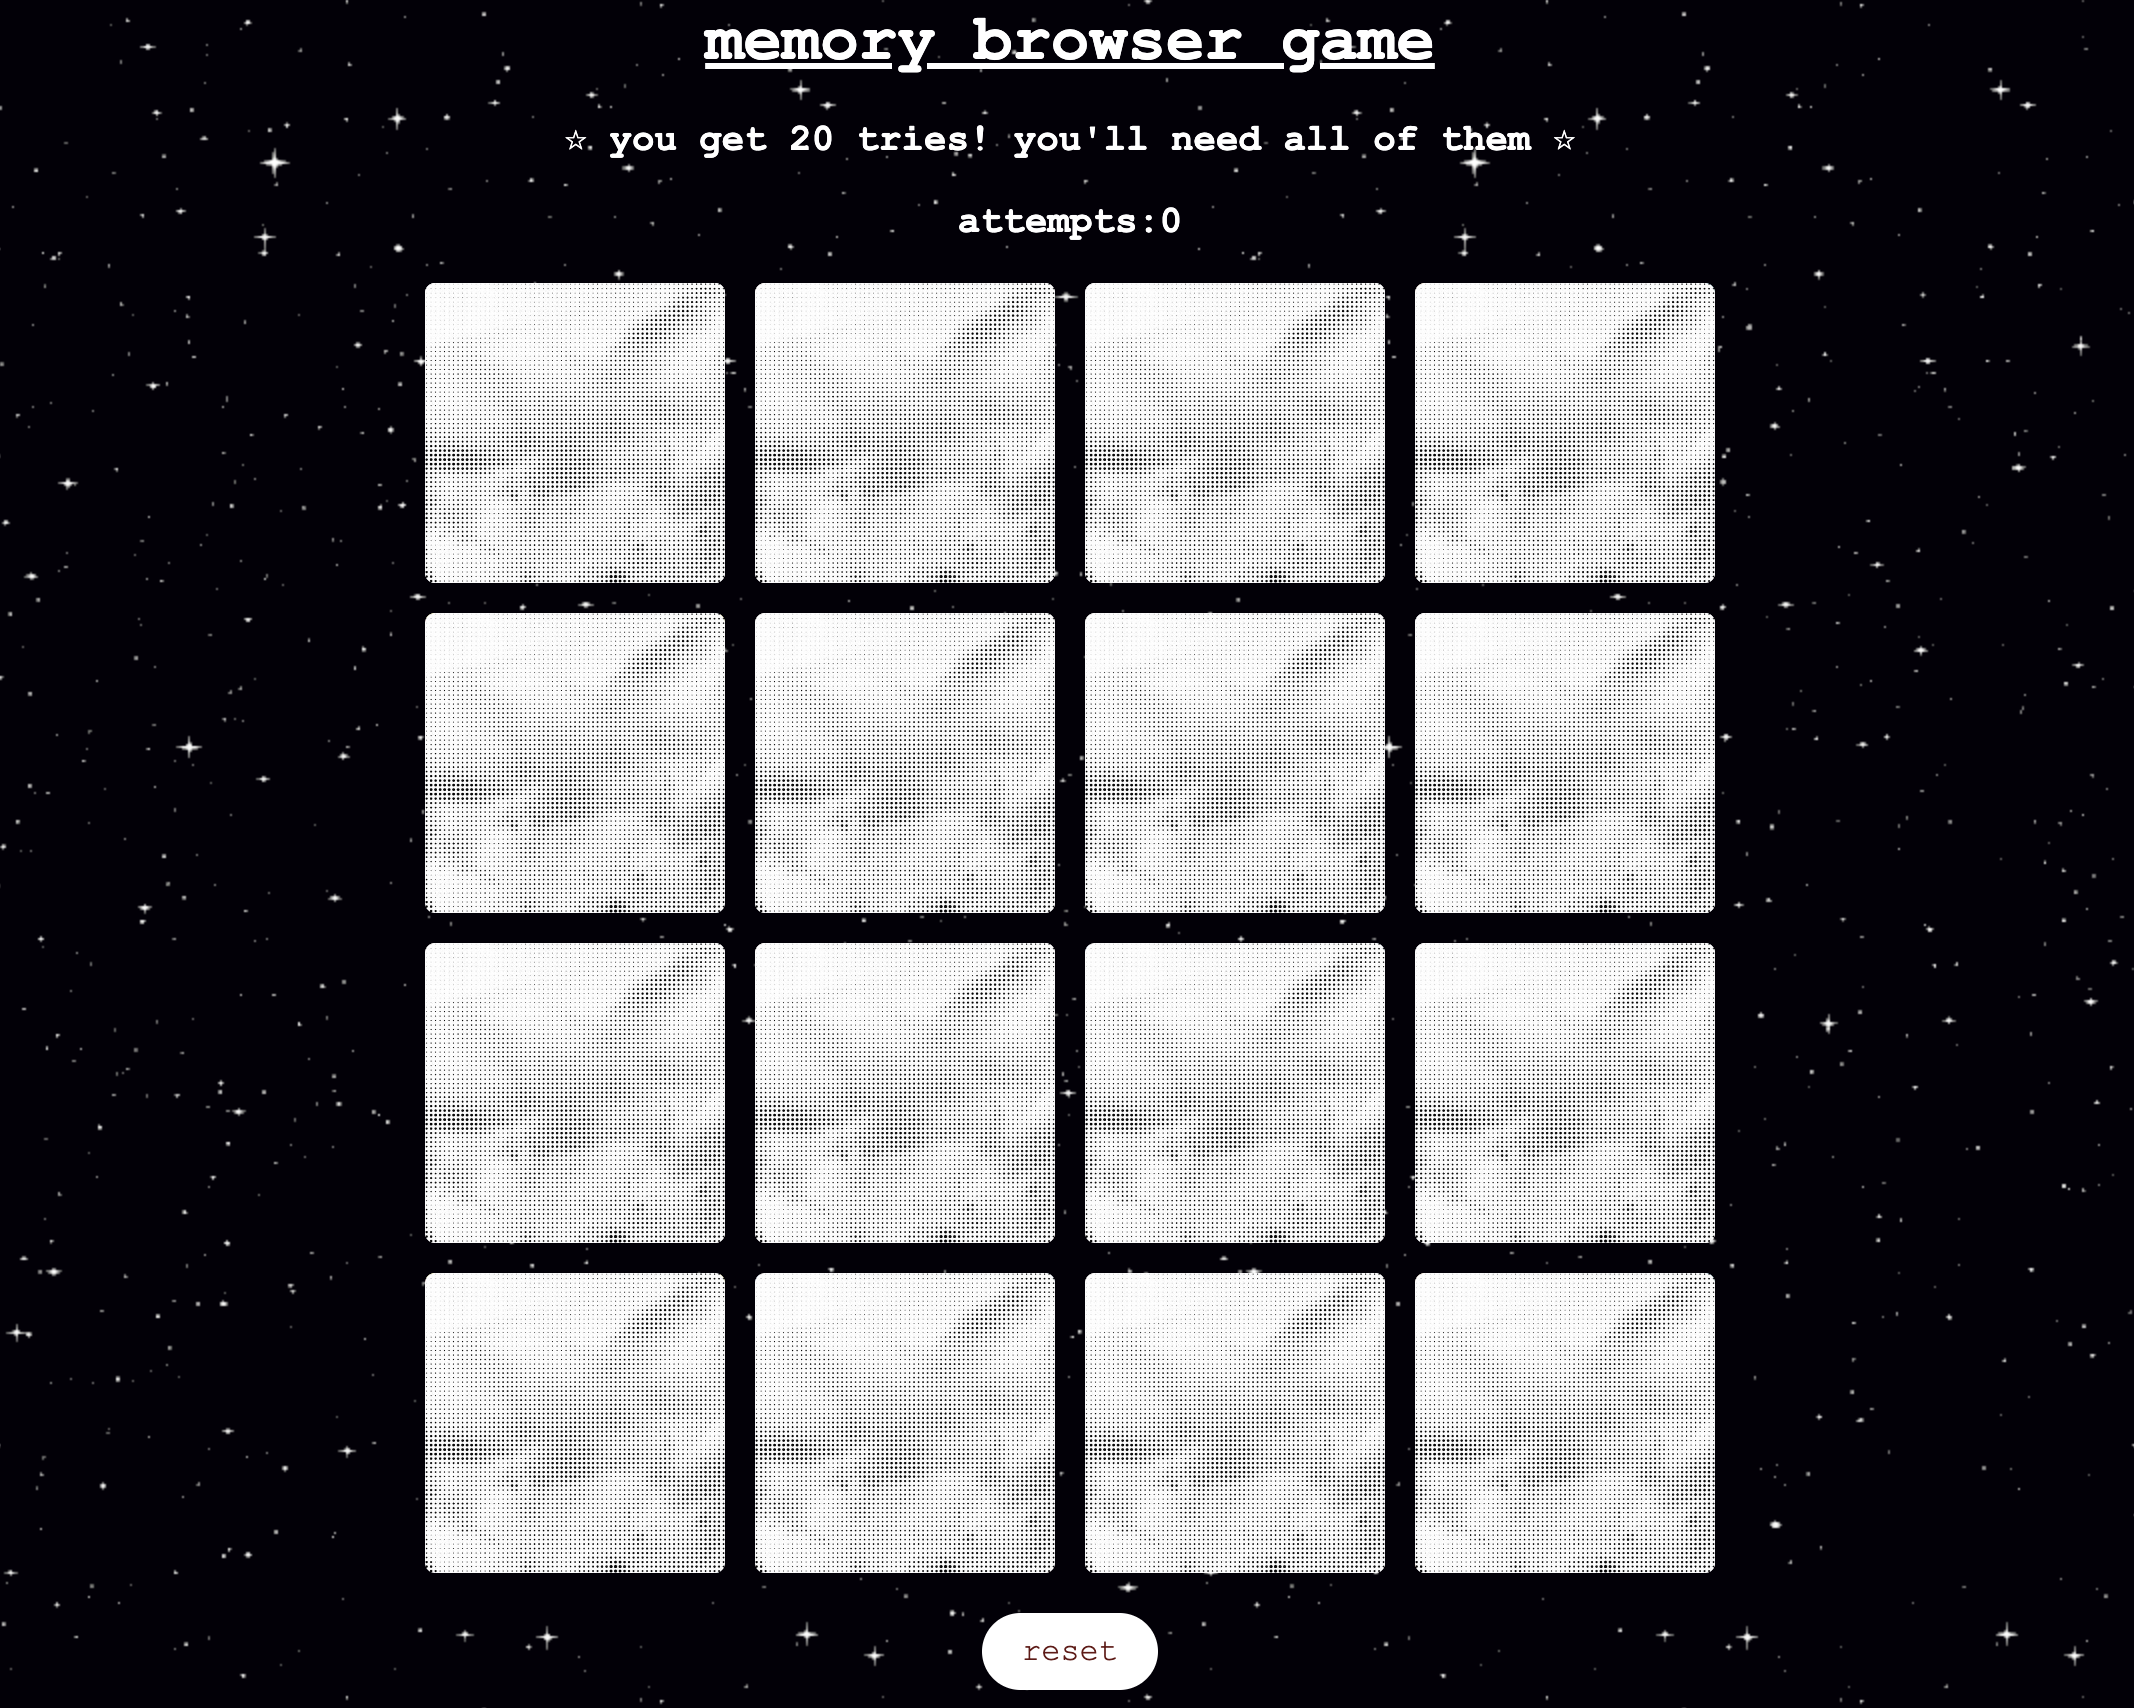 memory browser game
☆ you get 20 tries! you'll need all of them ☆
attempts:0
reset